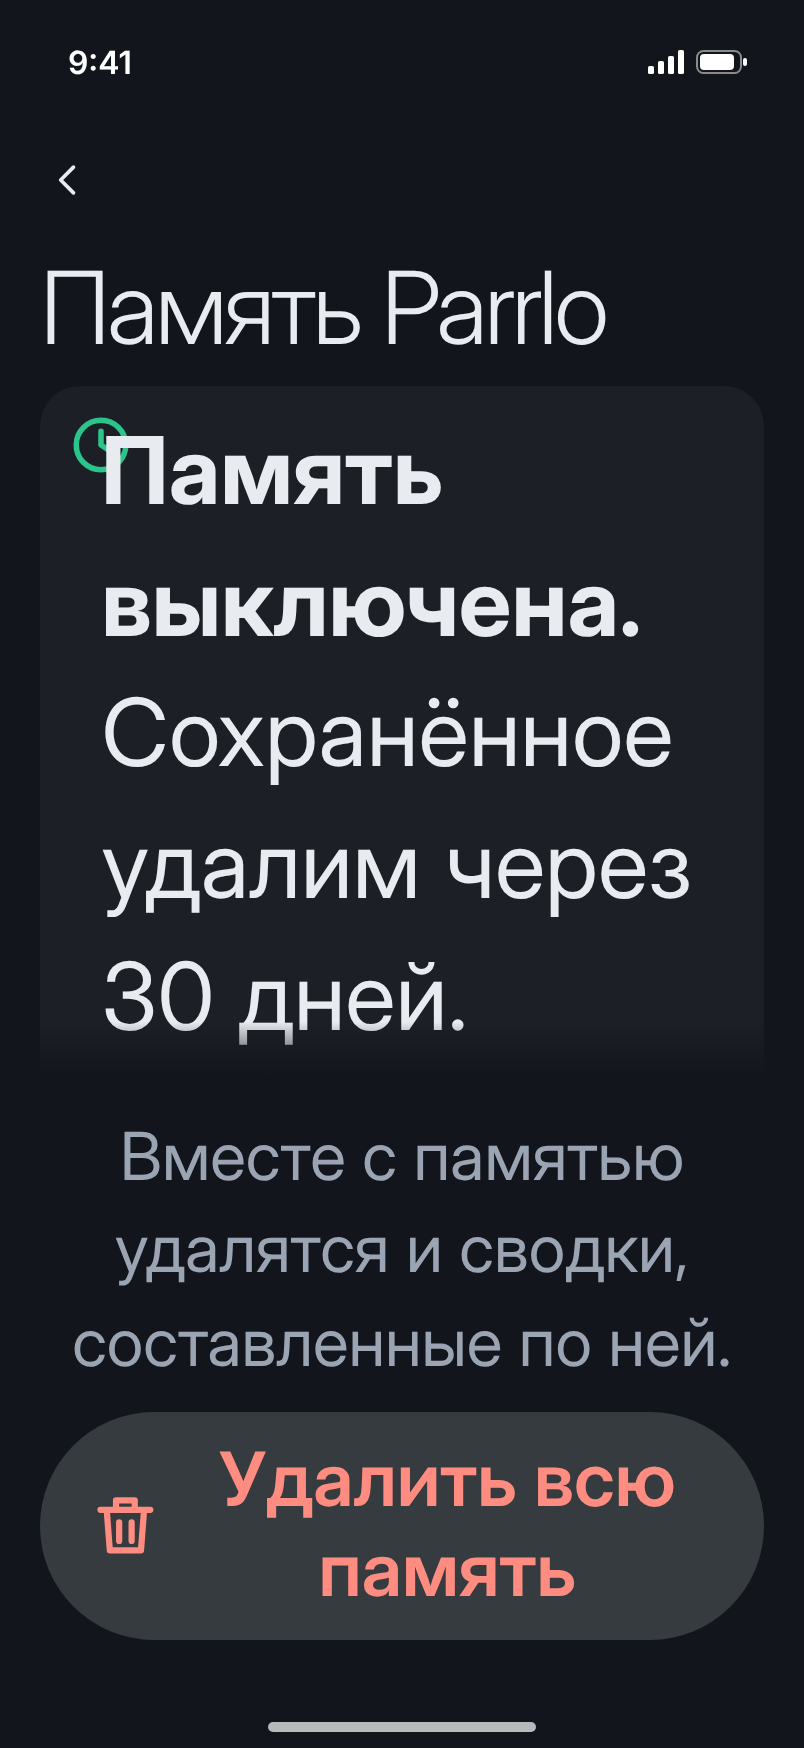 9:41
Память Parrlo
Память
выключена.
Сохранённое
удалим через
30 дней.
Вместе с памятью
удалятся и сводки,
составленные по ней.
Удалить всю
память